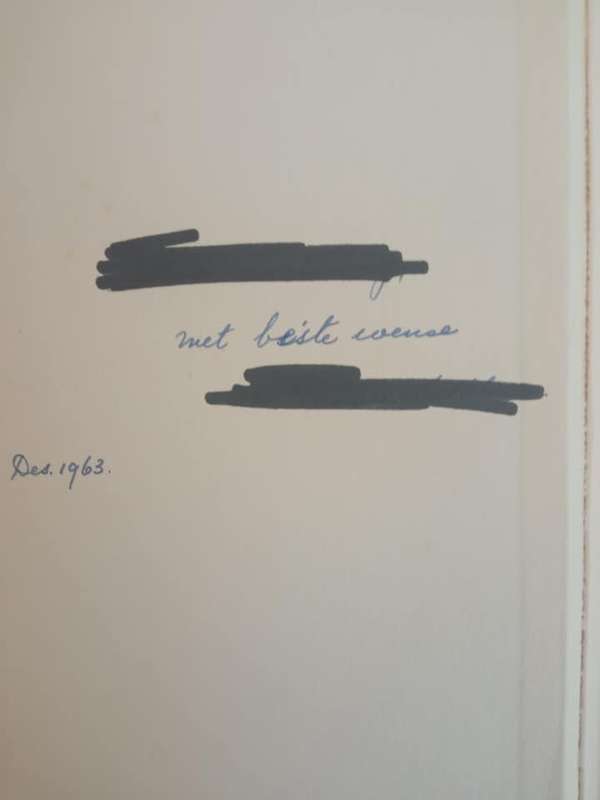 met beste wense
Des. 1963.